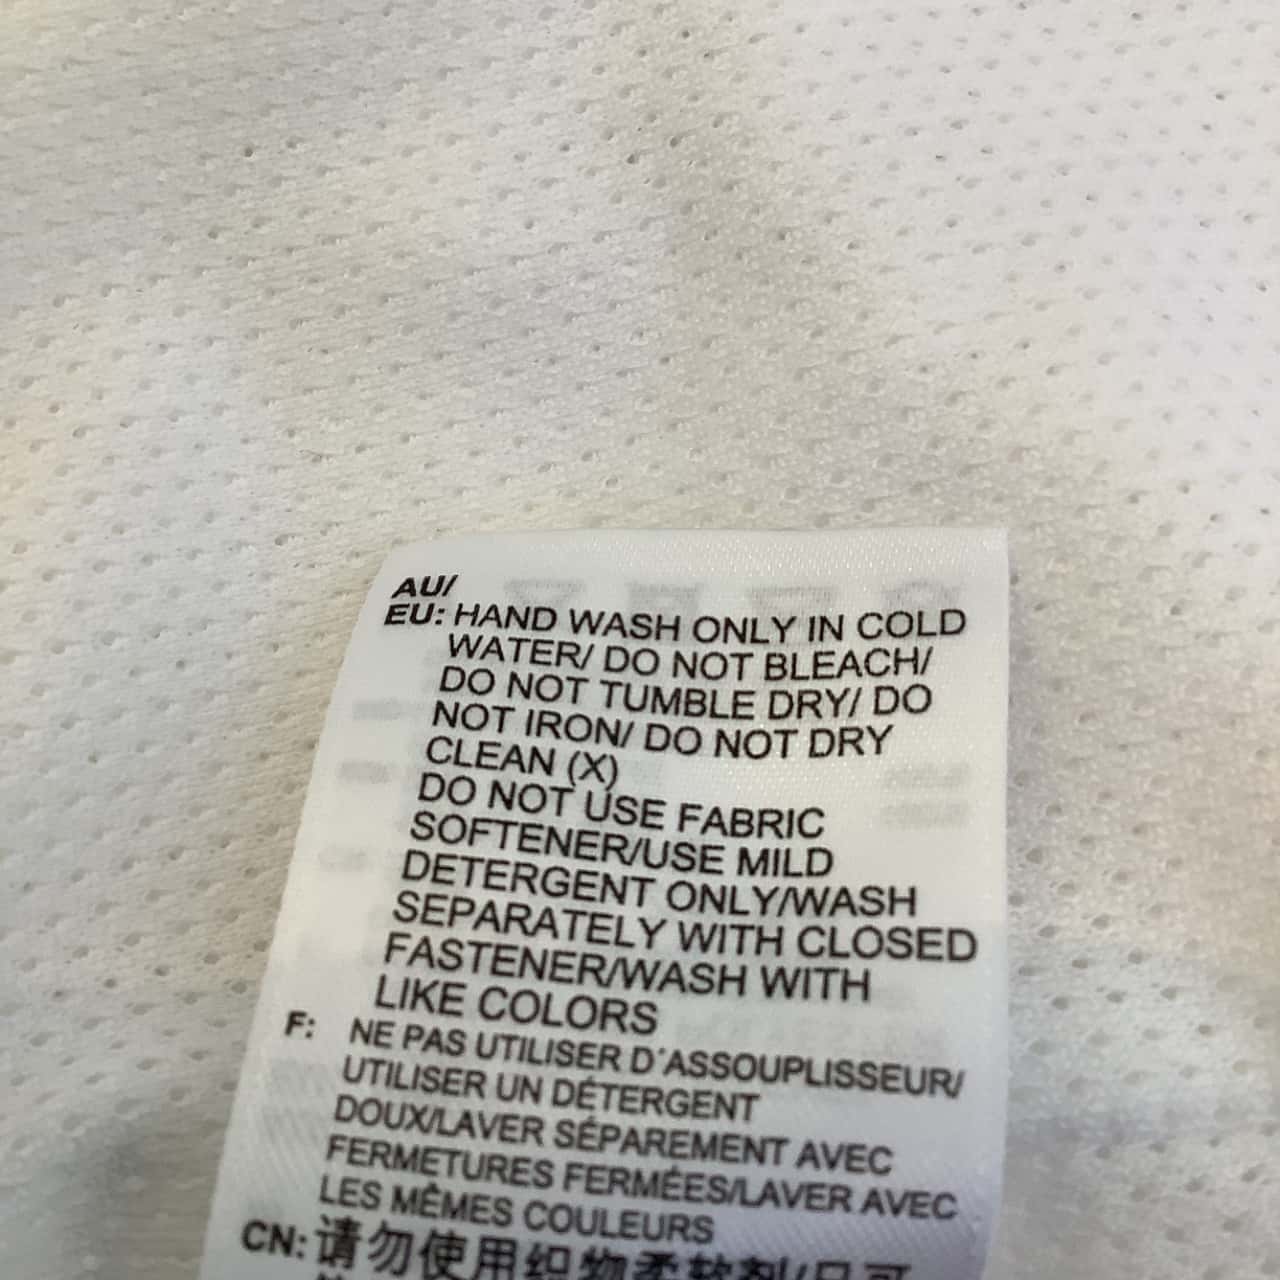 AU/
EU: HAND WASH ONLY IN COLD
WATER/ DO NOT BLEACH/
DO NOT TUMBLE DRY/ DO
NOT IRON/ DO NOT DRY
CLEAN (X)
DO NOT USE FABRIC
SOFTENER/USE MILD
DETERGENT ONLY/WASH
SEPARATELY WITH CLOSED
FASTENER/WASH WITH
LIKE COLORS
F: NE PAS UTILISER D'ASSOUPLISSEUR/
UTILISER UN DÉTERGENT
DOUX/LAVER SÉPAREMENT AVEC
FERMETURES FERMÉES/LAVER AVEC
LES MÊMES COULEURS
CN: 请勿使用织物柔软剂/只可